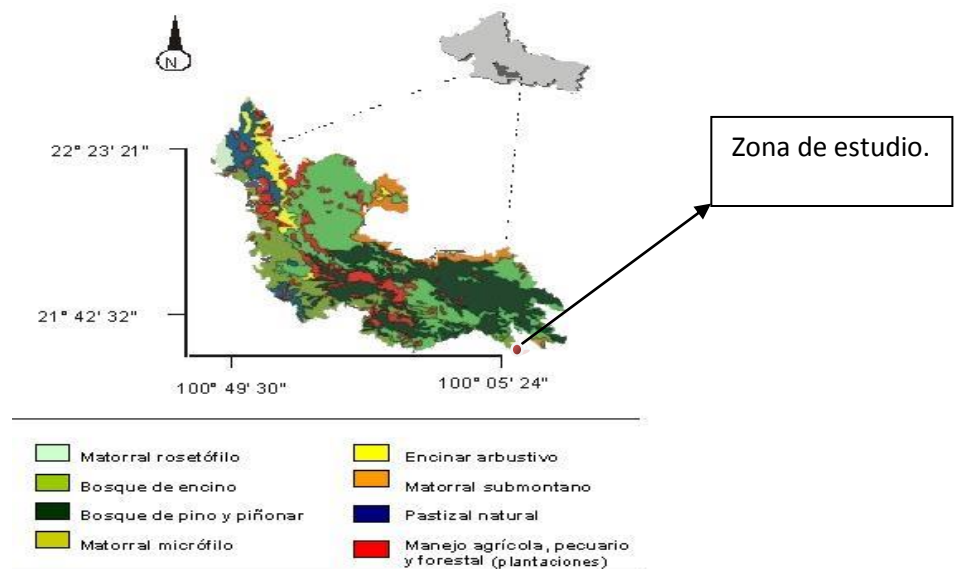 N
22° 23' 21"
Zona de estudio.
21° 42' 32"
100° 49' 30"
100° 05' 24"
Matorral rosetófilo
Bosque de encino
Bosque de pino y piñonar
Matorral micrófilo
Encinar arbustivo
Matorral submontano
Pastizal natural
Manejo agrícola, pecuario
y forestal (plantaciones)